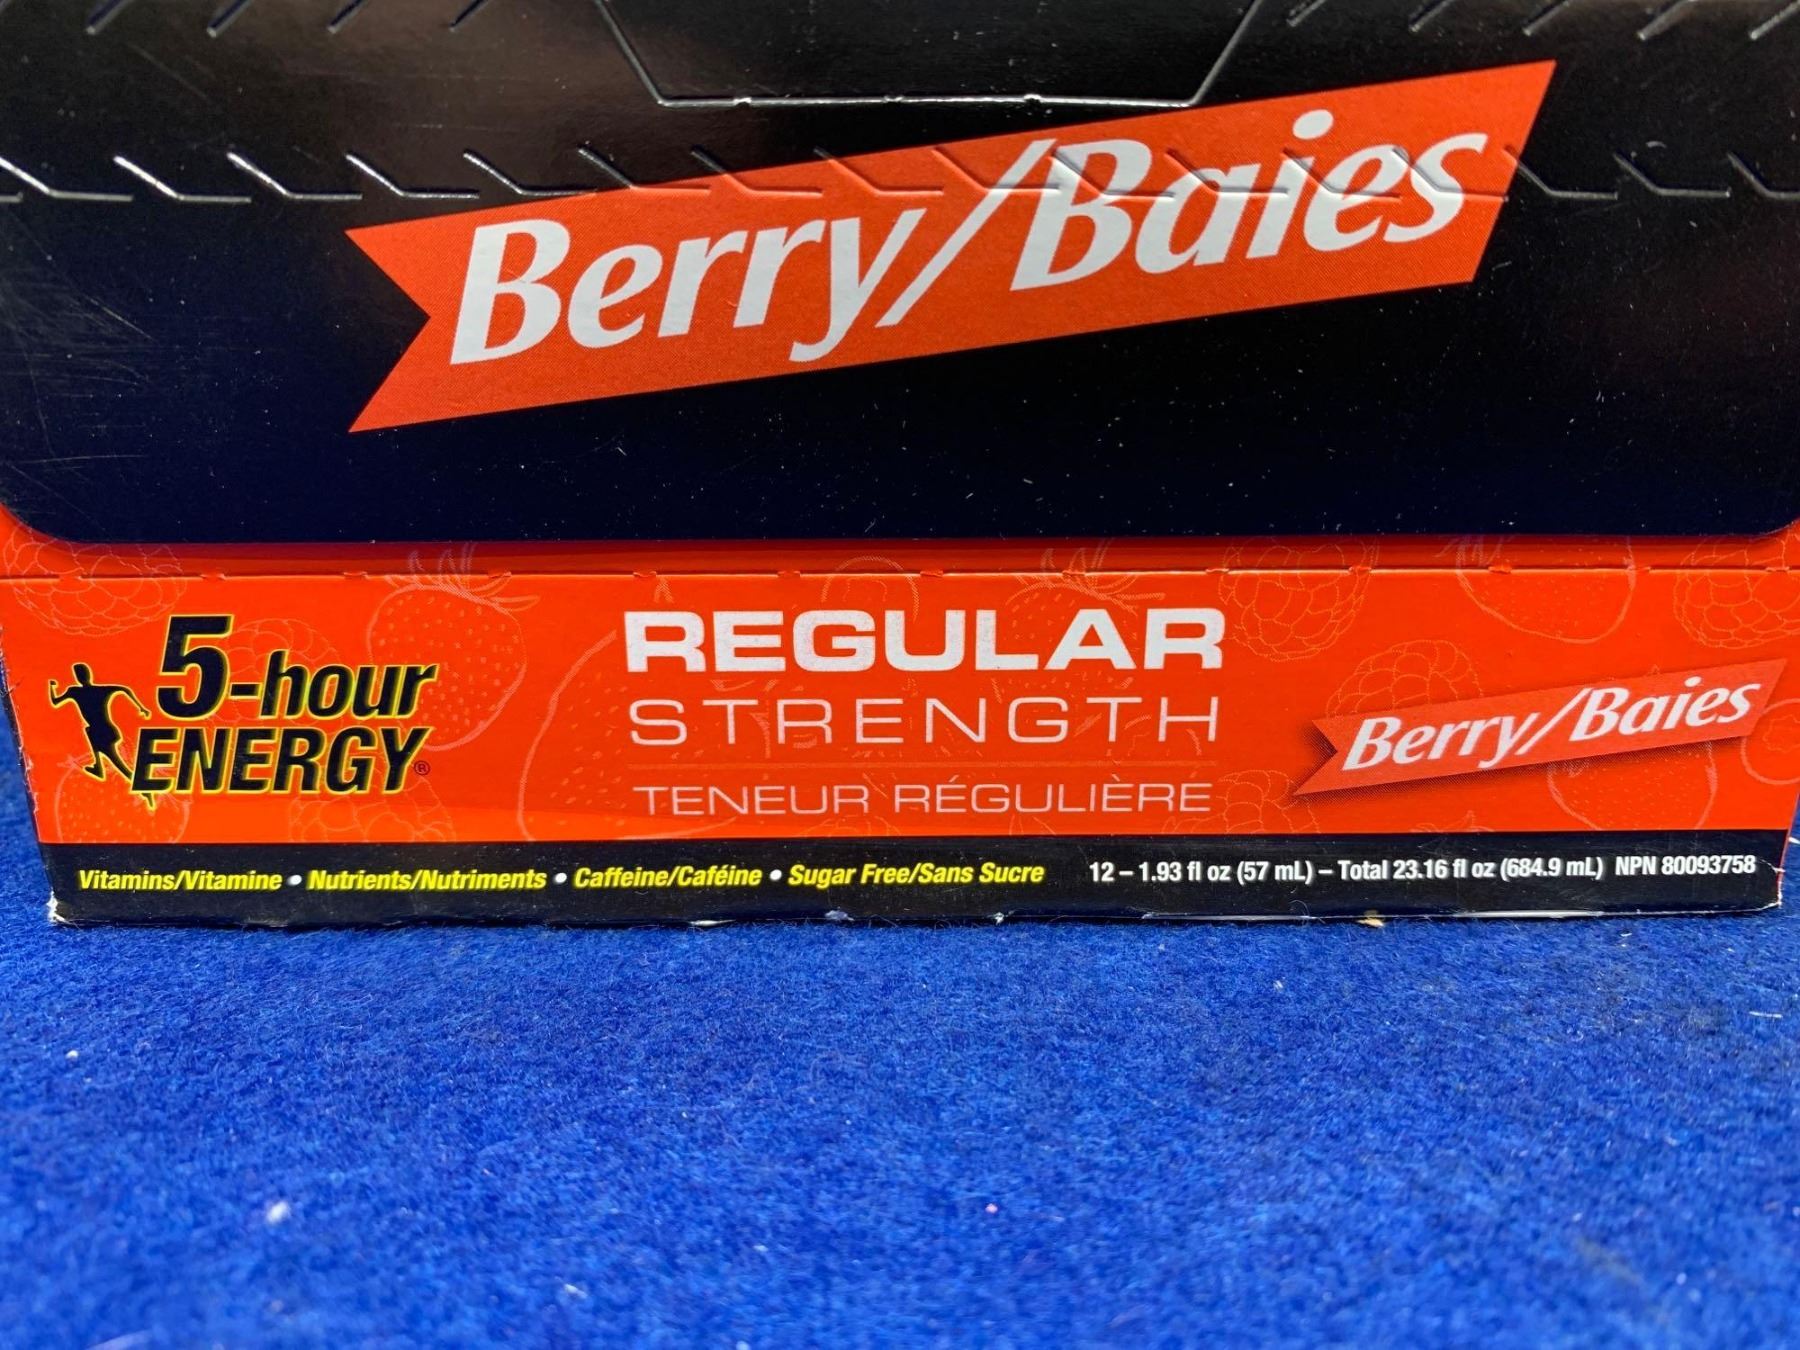 Berry/Baies
5-hour
ENERGY®
REGULAR
STRENGTH
TENEUR RÉGULIÈRE
Berry/Baies
Vitamins/Vitamine • Nutrients/Nutriments • Caffeine/Caféine • Sugar Free/Sans Sucre 12 – 1.93 fl oz (57 mL) – Total 23.16 fl oz (684.9 mL) NPN 80093758